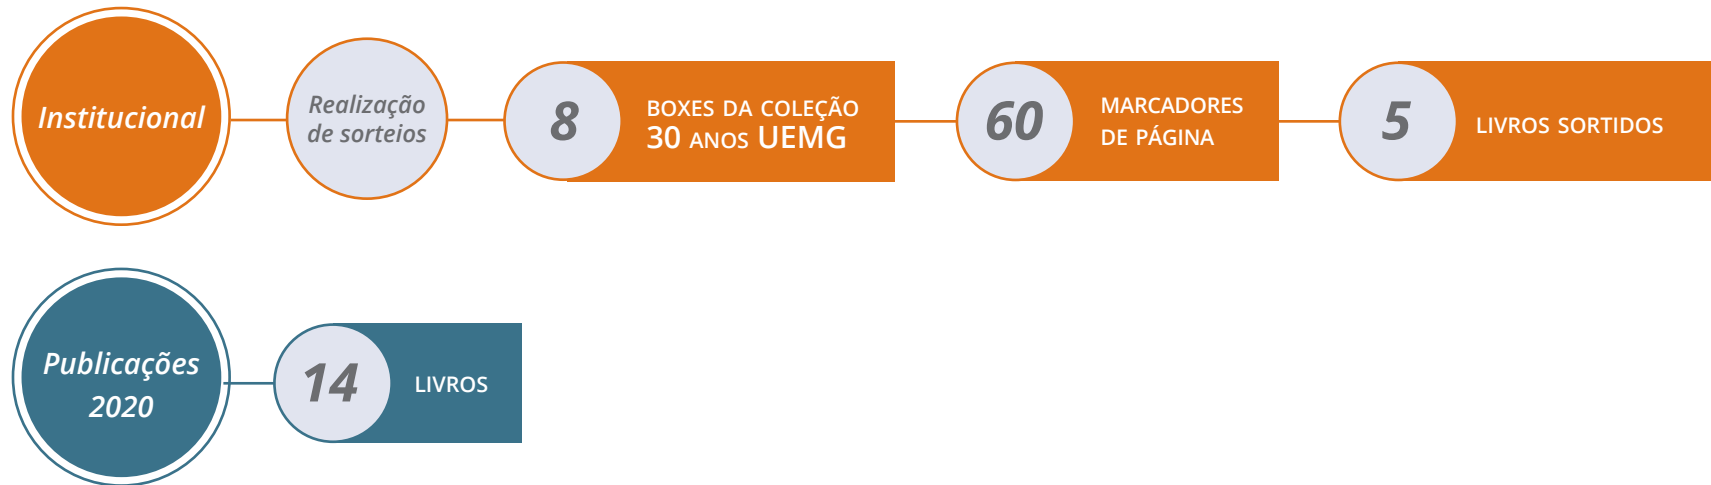 Institucional
Realização
de sorteios
8
BOXES DA COLEÇÃO
30 ANOS UEMG
60
MARCADORES
DE PÁGINA
5
LIVROS SORTIDOS
Publicações
2020
14
LIVROS